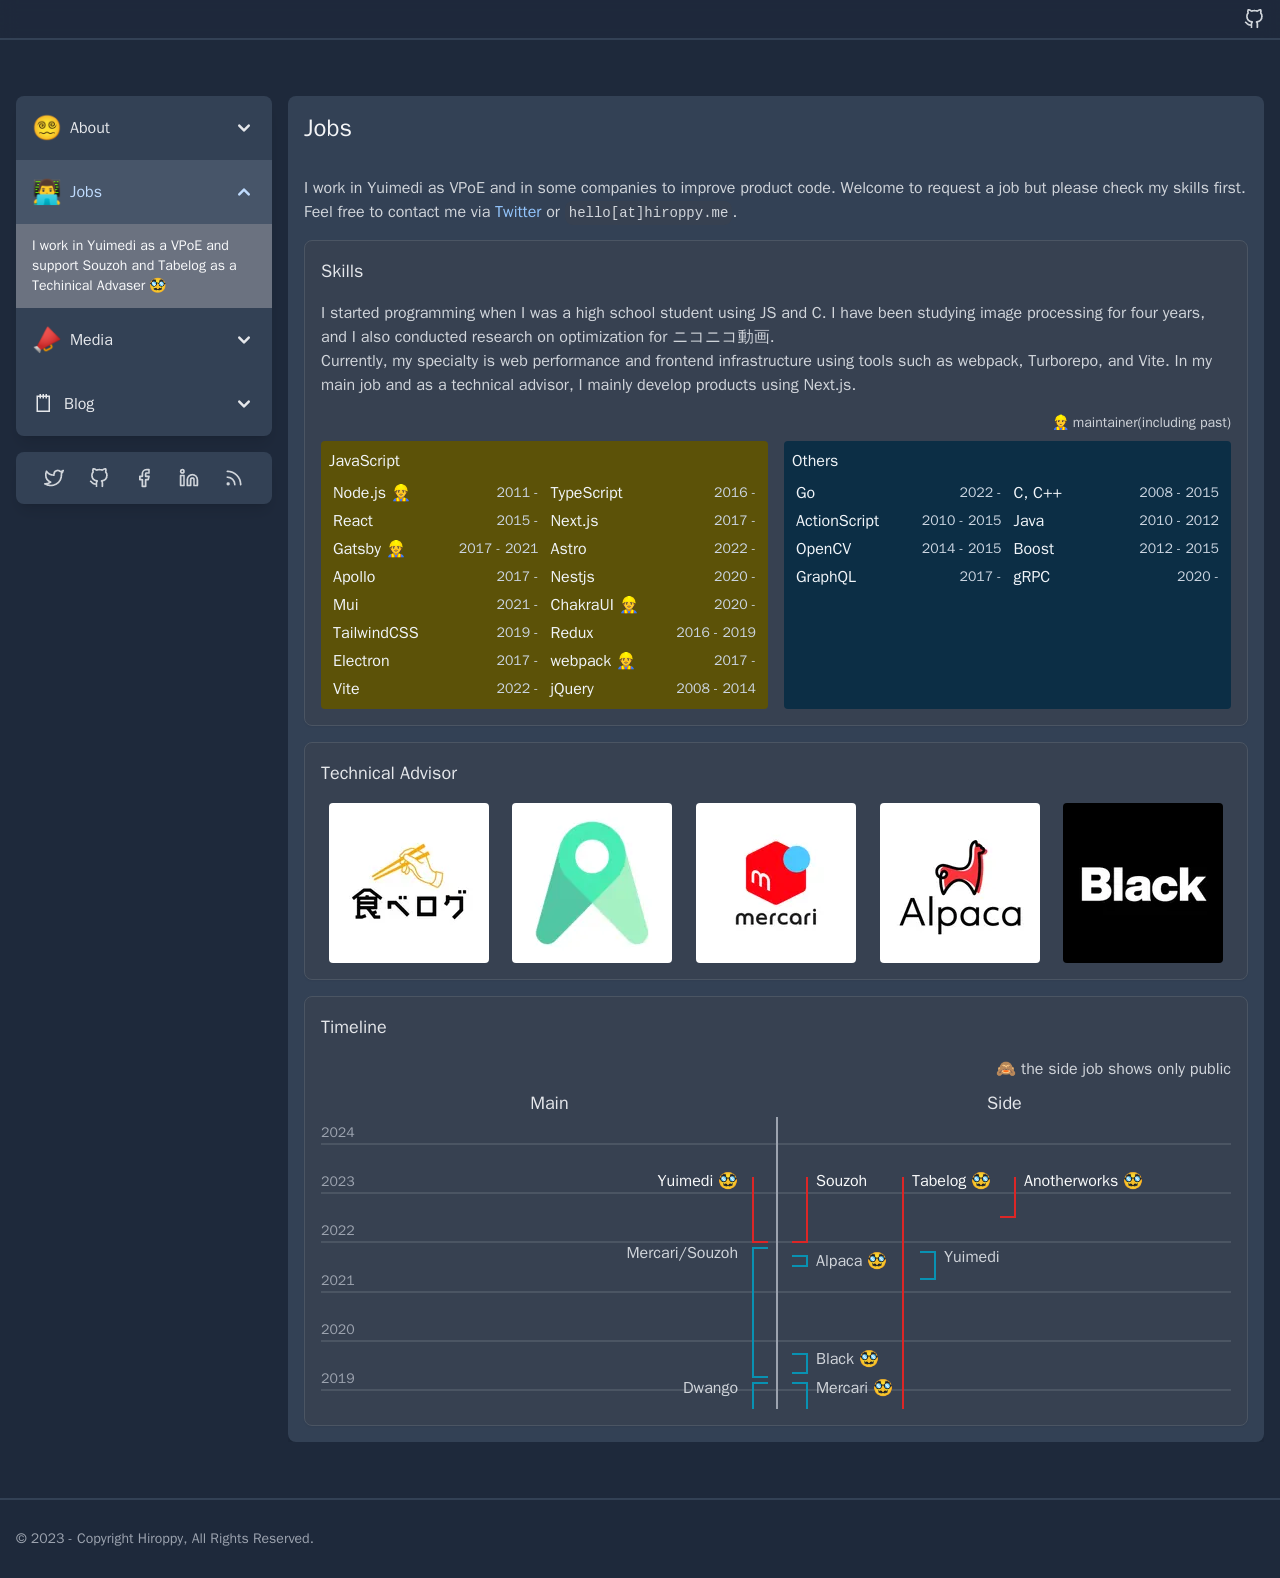 About
Jobs
I work in Yuimedi as a VPoE and
support Souzoh and Tabelog as a
Techinical Advaser 🥸
Media
Blog
Jobs
I work in Yuimedi as VPoE and in some companies to improve product code. Welcome to request a job but please check my skills first.
Feel free to contact me via Twitter or hello[at]hiroppy.me .
Skills
I started programming when I was a high school student using JS and C. I have been studying image processing for four years,
and I also conducted research on optimization for ニコニコ動画.
Currently, my specialty is web performance and frontend infrastructure using tools such as webpack, Turborepo, and Vite. In my
main job and as a technical advisor, I mainly develop products using Next.js.
👷 maintainer(including past)
JavaScript
Node.js 👷 2011 - TypeScript 2016 -
React 2015 - Next.js 2017 -
Gatsby 👷 2017 - 2021 Astro 2022 -
Apollo 2017 - Nestjs 2020 -
Mui 2021 - ChakraUI 👷 2020 -
TailwindCSS 2019 - Redux 2016 - 2019
Electron 2017 - webpack 👷 2017 -
Vite 2022 - jQuery 2008 - 2014
Others
Go 2022 - C, C++ 2008 - 2015
ActionScript 2010 - 2015 Java 2010 - 2012
OpenCV 2014 - 2015 Boost 2012 - 2015
GraphQL 2017 - gRPC 2020 -
Technical Advisor
食べログ
mercari
Alpaca
Black
Timeline
🙈 the side job shows only public
Main Side
2024
2023 Yuimedi 🥸 Souzoh Tabelog 🥸 Anotherworks 🥸
2022
Mercari/Souzoh Alpaca 🥸 Yuimedi
2021
2020
Black 🥸
2019 Dwango Mercari 🥸
© 2023 - Copyright Hiroppy, All Rights Reserved.